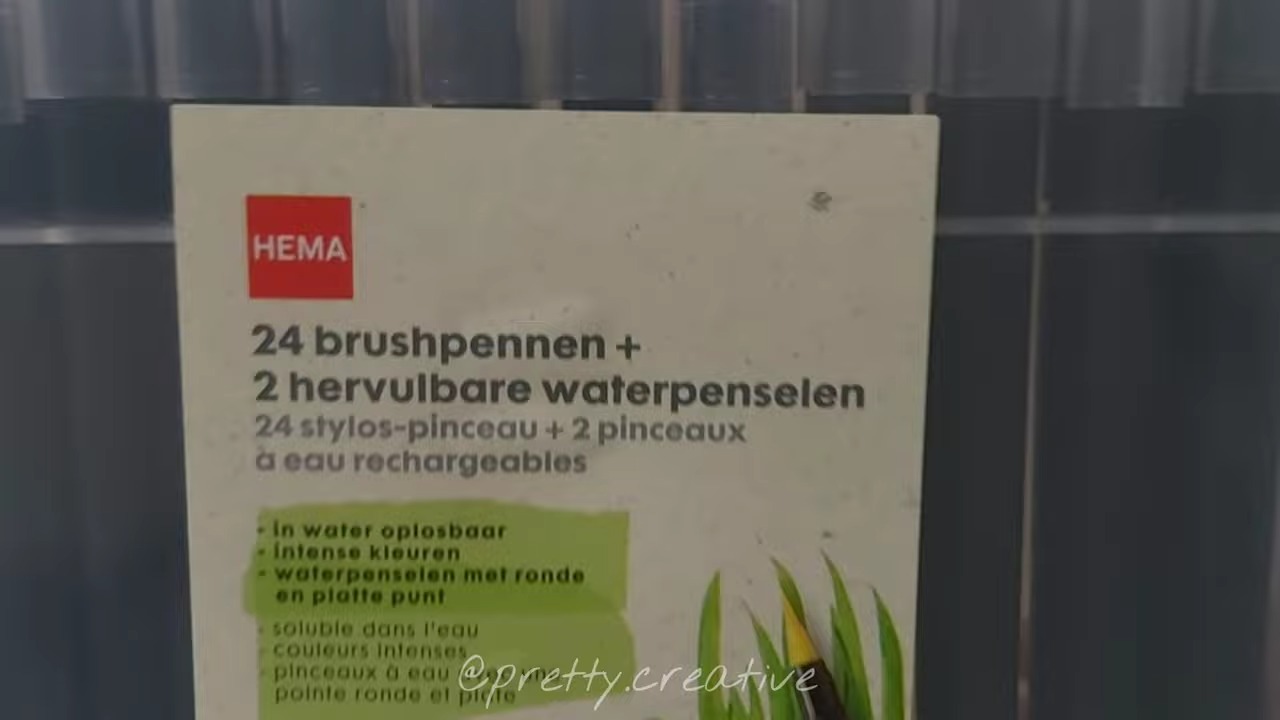 HEMA
24 brushpennen +
2 hervulbare waterpenselen
24 stylos-pinceau + 2 pinceaux
à eau rechargeables
- in water oplosbaar
- intense kleuren
- waterpenselen met ronde
en platte punt
- soluble dans l'eau
- couleurs intenses
- pinceaux à eau
pointe ronde et plate
@pretty.creative